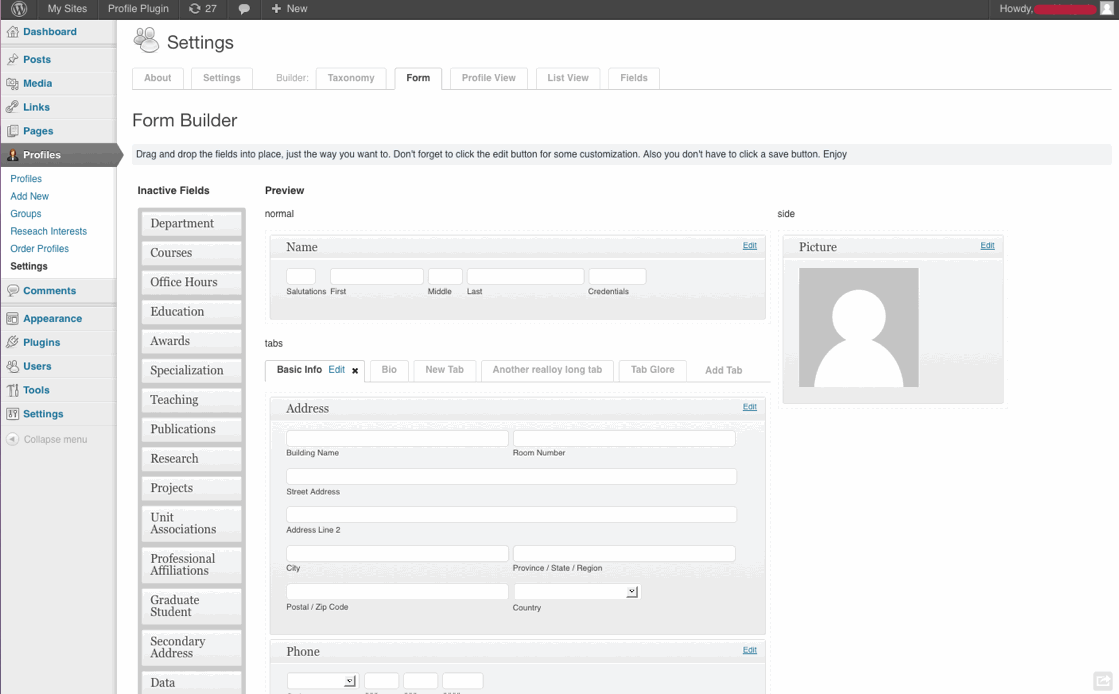 My Sites Profile Plugin 27 New Howdy,
Dashboard
Posts
Media
Links
Pages
Profiles
Profiles
Add New
Groups
Reseach Interests
Order Profiles
Settings
Comments
Appearance
Plugins
Users
Tools
Settings
Collapse menu
Settings
About Settings Builder: Taxonomy Form Profile View List View Fields
Form Builder
Drag and drop the fields into place, just the way you want to. Don't forget to click the edit button for some customization. Also you don't have to click a save button. Enjoy
Inactive Fields
Department
Courses
Office Hours
Education
Awards
Specialization
Teaching
Publications
Research
Projects
Unit
Associations
Professional
Affiliations
Graduate
Student
Secondary
Address
Data
Preview
normal
Name Edit
Salutations First Middle Last Credentials
tabs
Basic Info Edit x Bio New Tab Another realloy long tab Tab Glore Add Tab
Address Edit
Building Name Room Number
Street Address
Address Line 2
City Province / State / Region
Postal / Zip Code Country
Phone Edit
side
Picture Edit